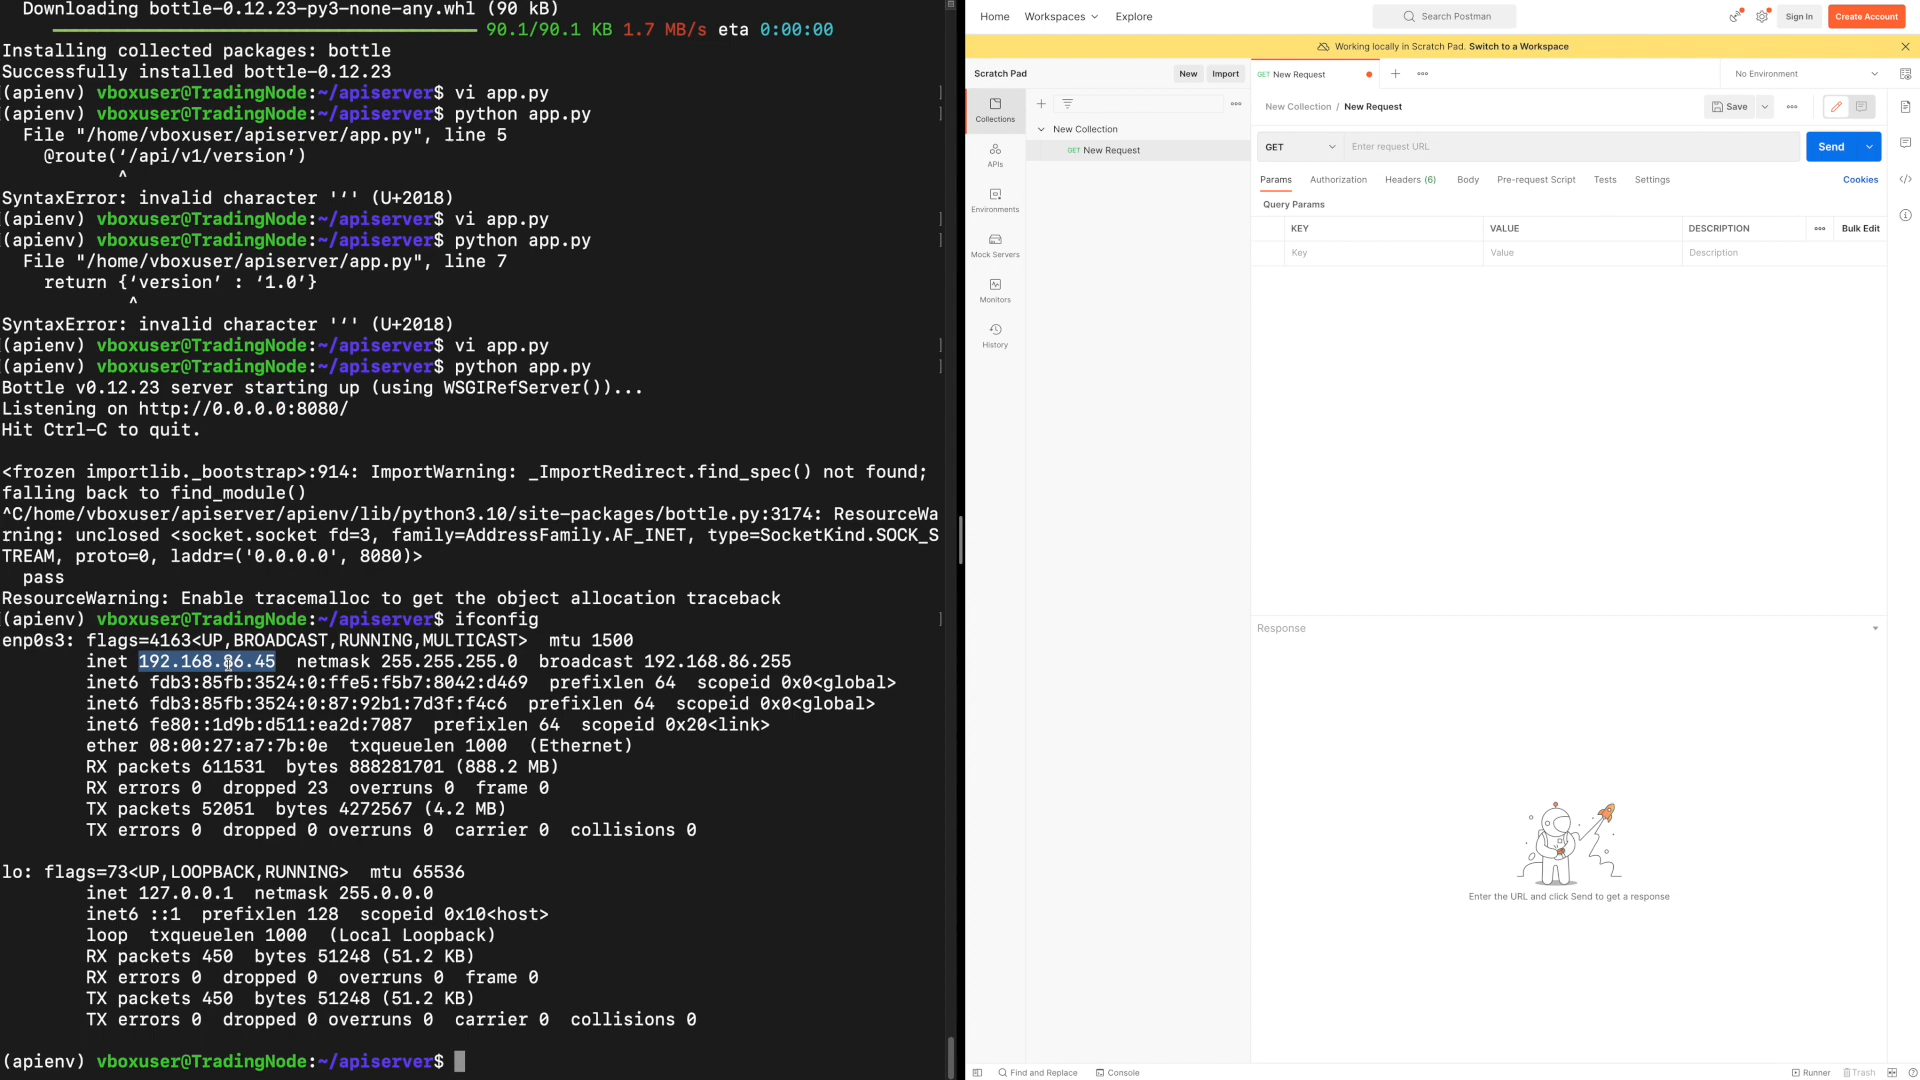 Downloading bottle-0.12.23-py3-none-any.whl (90 kB)
90.1/90.1 KB 1.7 MB/s eta 0:00:00
Installing collected packages: bottle
Successfully installed bottle-0.12.23
(apienv) vboxuser@TradingNode:~/apiserver$ vi app.py
(apienv) vboxuser@TradingNode:~/apiserver$ python app.py
File "/home/vboxuser/apiserver/app.py", line 5
@route(‘/api/v1/version’)
^
SyntaxError: invalid character '‘' (U+2018)
(apienv) vboxuser@TradingNode:~/apiserver$ vi app.py
(apienv) vboxuser@TradingNode:~/apiserver$ python app.py
File "/home/vboxuser/apiserver/app.py", line 7
return {‘version’ : ‘1.0’}
^
SyntaxError: invalid character '‘' (U+2018)
(apienv) vboxuser@TradingNode:~/apiserver$ vi app.py
(apienv) vboxuser@TradingNode:~/apiserver$ python app.py
Bottle v0.12.23 server starting up (using WSGIRefServer())...
Listening on http://0.0.0.0:8080/
Hit Ctrl-C to quit.
<frozen importlib._bootstrap>:914: ImportWarning: _ImportRedirect.find_spec() not found;
falling back to find_module()
^C/home/vboxuser/apiserver/apienv/lib/python3.10/site-packages/bottle.py:3174: ResourceWa
rning: unclosed <socket.socket fd=3, family=AddressFamily.AF_INET, type=SocketKind.SOCK_S
TREAM, proto=0, laddr=('0.0.0.0', 8080)>
pass
ResourceWarning: Enable tracemalloc to get the object allocation traceback
(apienv) vboxuser@TradingNode:~/apiserver$ ifconfig
enp0s3: flags=4163<UP,BROADCAST,RUNNING,MULTICAST>  mtu 1500
inet 192.168.86.45  netmask 255.255.255.0  broadcast 192.168.86.255
inet6 fdb3:85fb:3524:0:ffe5:f5b7:8042:d469  prefixlen 64  scopeid 0x0<global>
inet6 fdb3:85fb:3524:0:87:92b1:7d3f:f4c6  prefixlen 64  scopeid 0x0<global>
inet6 fe80::1d9b:d511:ea2d:7087  prefixlen 64  scopeid 0x20<link>
ether 08:00:27:a7:7b:0e  txqueuelen 1000  (Ethernet)
RX packets 611531  bytes 888281701 (888.2 MB)
RX errors 0  dropped 23  overruns 0  frame 0
TX packets 52051  bytes 4272567 (4.2 MB)
TX errors 0  dropped 0 overruns 0  carrier 0  collisions 0
lo: flags=73<UP,LOOPBACK,RUNNING>  mtu 65536
inet 127.0.0.1  netmask 255.0.0.0
inet6 ::1  prefixlen 128  scopeid 0x10<host>
loop  txqueuelen 1000  (Local Loopback)
RX packets 450  bytes 51248 (51.2 KB)
RX errors 0  dropped 0  overruns 0  frame 0
TX packets 450  bytes 51248 (51.2 KB)
TX errors 0  dropped 0 overruns 0  carrier 0  collisions 0
(apienv) vboxuser@TradingNode:~/apiserver$
Home Workspaces Explore Search Postman Sign In Create Account
Working locally in Scratch Pad. Switch to a Workspace
Scratch Pad New Import
GET New Request No Environment
Collections
APIs
Environments
Mock Servers
Monitors
History
New Collection
GET New Request
New Collection / New Request Save
GET Enter request URL Send
Params Authorization Headers (6) Body Pre-request Script Tests Settings Cookies
Query Params
KEY VALUE DESCRIPTION Bulk Edit
Key Value Description
Response
Enter the URL and click Send to get a response
Find and Replace Console Runner Trash